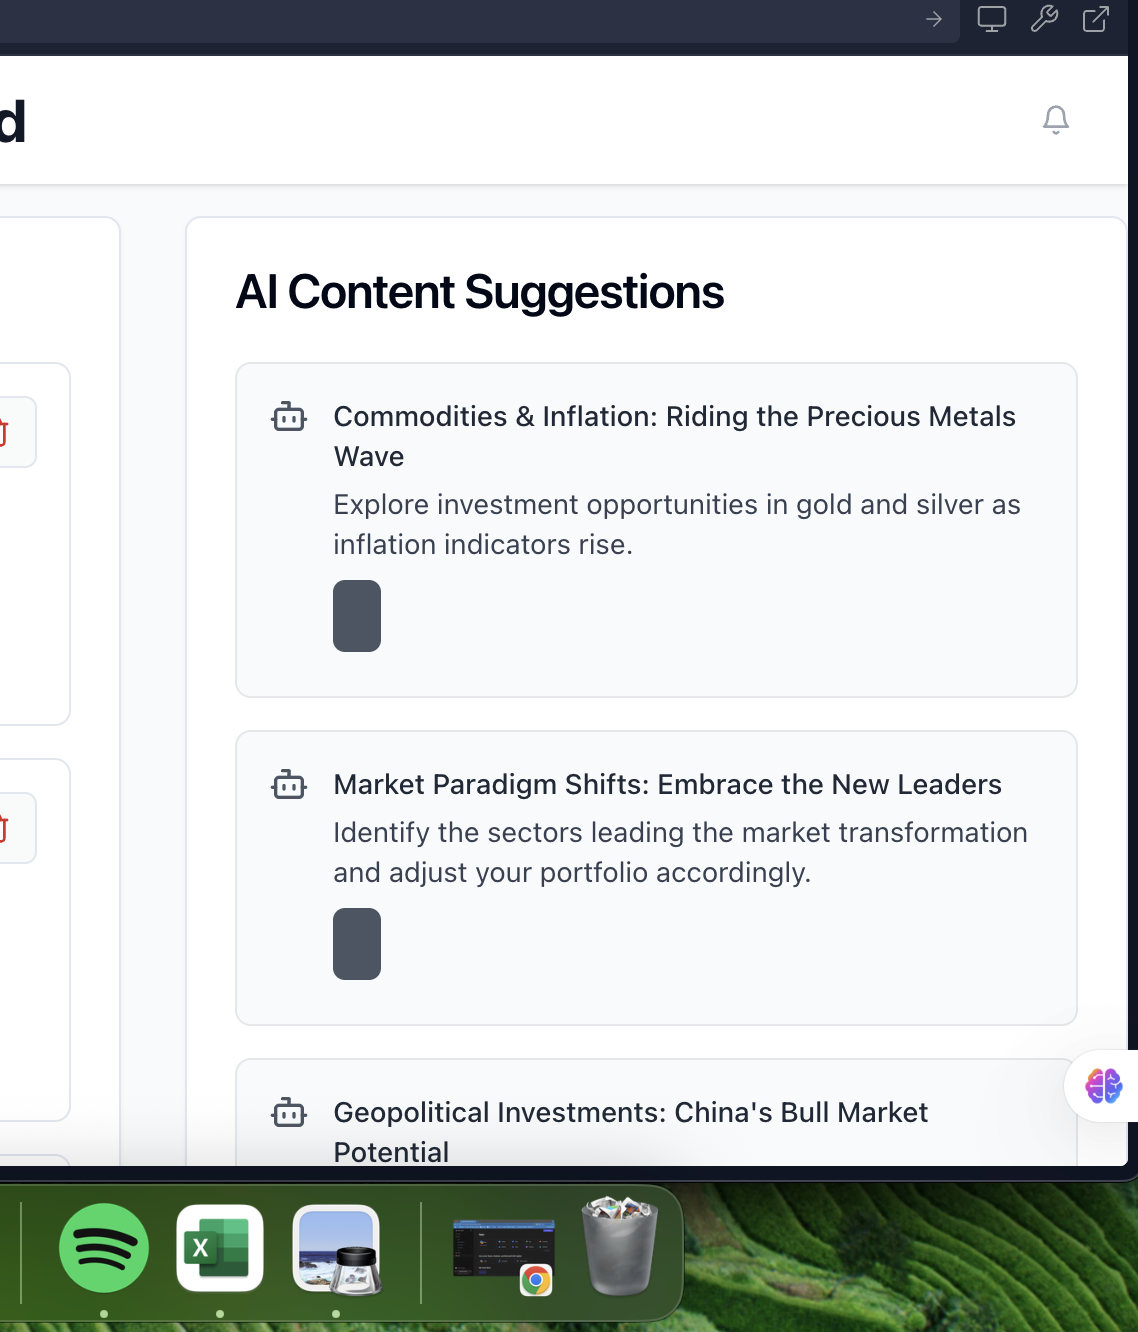 d
AI Content Suggestions
Commodities & Inflation: Riding the Precious Metals
Wave
Explore investment opportunities in gold and silver as
inflation indicators rise.
Market Paradigm Shifts: Embrace the New Leaders
Identify the sectors leading the market transformation
and adjust your portfolio accordingly.
Geopolitical Investments: China's Bull Market
Potential
X